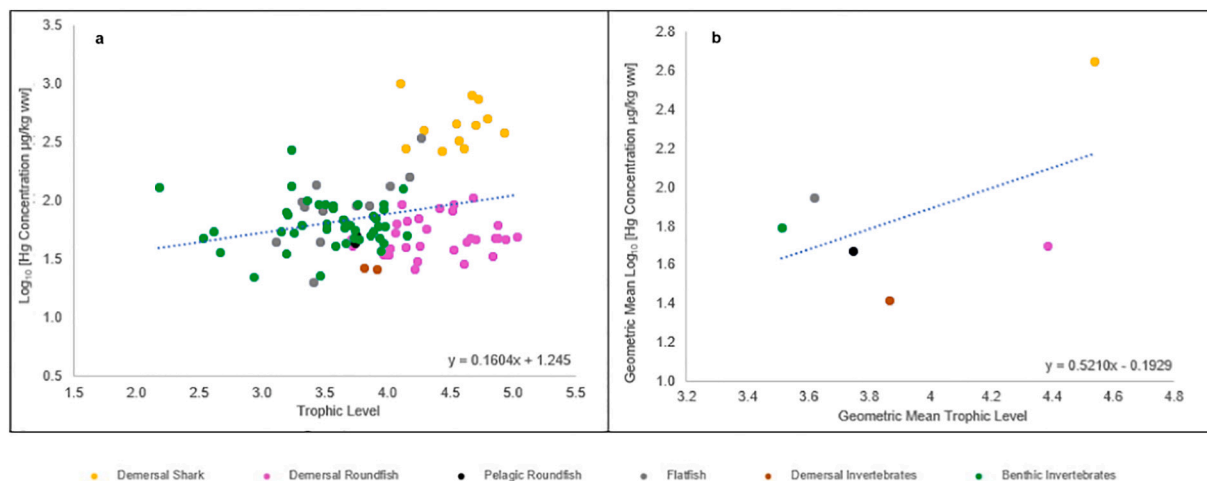 a
Log₁₀ [Hg Concentration µg/kg ww]
3.5
3.0
2.5
2.0
1.5
1.0
0.5
1.5 2.0 2.5 3.0 3.5 4.0 4.5 5.0 5.5
Trophic Level
y = 0.1604x + 1.245
b
Geometric Mean Log₁₀ [Hg Concentration µg/kg ww]
2.8
2.6
2.4
2.2
2.0
1.8
1.6
1.4
1.2
1.0
3.2 3.4 3.6 3.8 4 4.2 4.4 4.6 4.8
Geometric Mean Trophic Level
y = 0.5210x - 0.1929
Demersal Shark Demersal Roundfish Pelagic Roundfish Flatfish Demersal Invertebrates Benthic Invertebrates